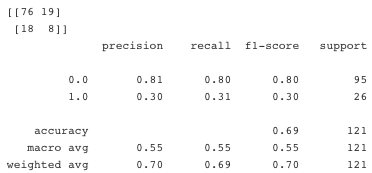 [[76 19]
[18 8]]
precision recall f1-score support
0.0 0.81 0.80 0.80 95
1.0 0.30 0.31 0.30 26
accuracy 0.69 121
macro avg 0.55 0.55 0.55 121
weighted avg 0.70 0.69 0.70 121